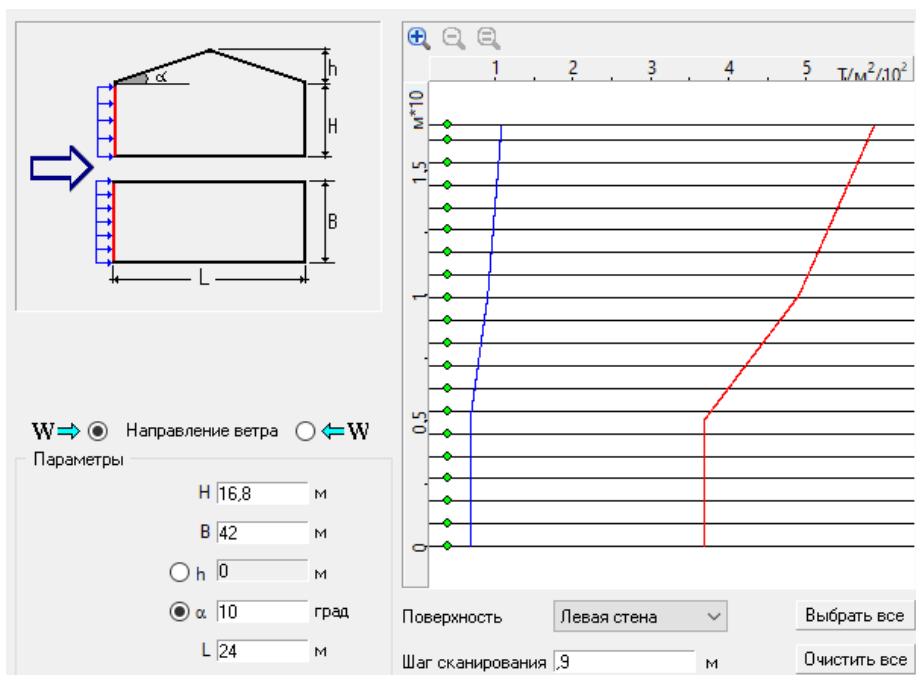 h
α
H
B
L
1 2 3 4 5 T/м²/10²
м*10
1,5
1,
0,5
0
W Направление ветра W
Параметры
H 16,8 м
B 42 м
h 0 м
α 10 град
L 24 м
Поверхность Левая стена Выбрать все
Шаг сканирования ,9 м Очистить все